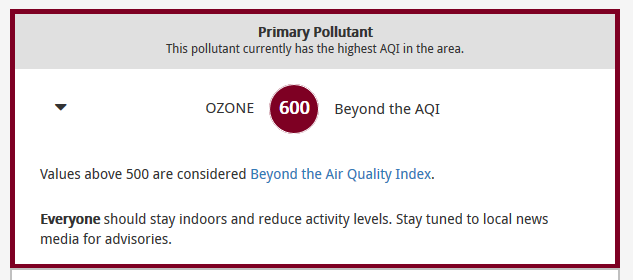 Primary Pollutant
This pollutant currently has the highest AQI in the area.
OZONE 600 Beyond the AQI
Values above 500 are considered Beyond the Air Quality Index.
Everyone should stay indoors and reduce activity levels. Stay tuned to local news
media for advisories.